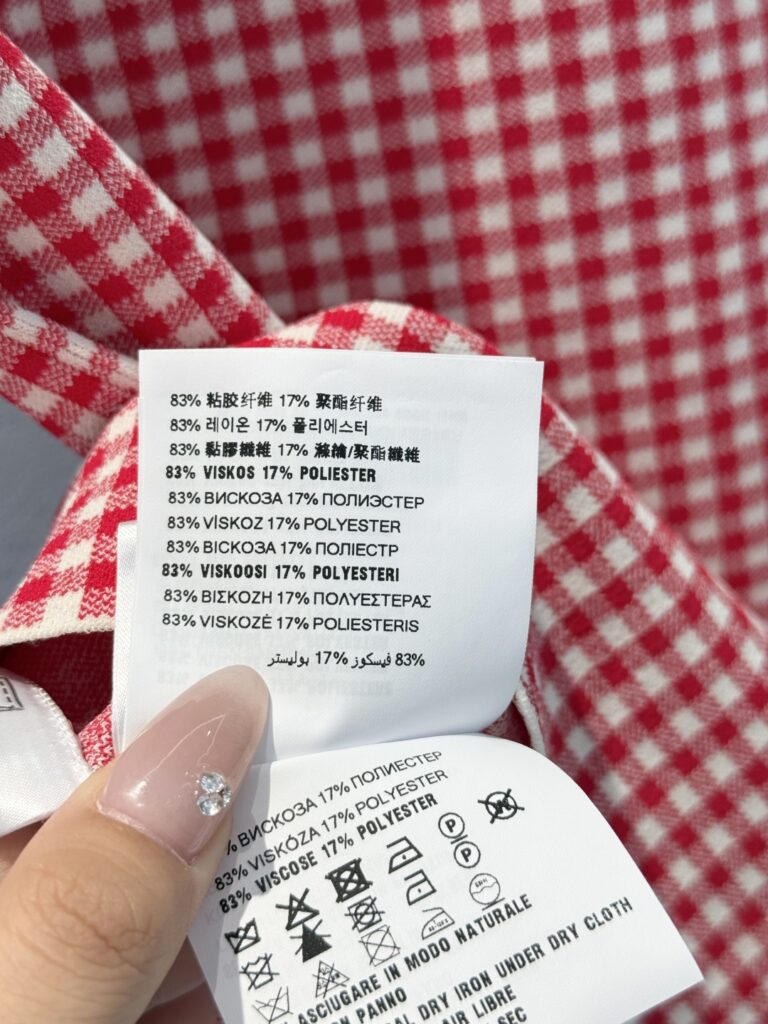 83% 粘胶纤维 17% 聚酯纤维
83% 레이온 17% 폴리에스터
83% 黏膠纖維 17% 滌綸/聚酯纖維
83% VISKOS 17% POLIESTER
83% ВИСКОЗА 17% ПОЛИЭСТЕР
83% VİSKOZ 17% POLYESTER
83% ВІСКОЗА 17% ПОЛІЕСТР
83% VISKOOSI 17% POLYESTERI
83% ΒΙΣΚΟΖΗ 17% ΠΟΛΥΕΣΤΕΡΑΣ
83% VISKOZĖ 17% POLIESTERIS
83% فيسكوز 17% بوليستر
% ВИСКОЗА 17% ПОЛИЕСТЕР
83% VISKÓZA 17% POLYESTER
83% VISCOSE 17% POLYESTER
P
P
ASCIUGARE IN MODO NATURALE
PANNO
DRY IRON UNDER DRY CLOTH
LIBRE
SEC